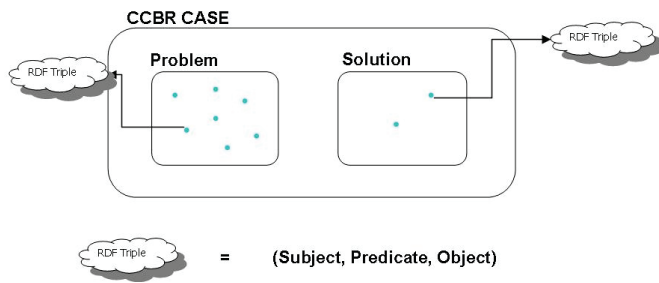 CCBR CASE
RDF Triple
Problem
Solution
RDF Triple
RDF Triple
= (Subject, Predicate, Object)